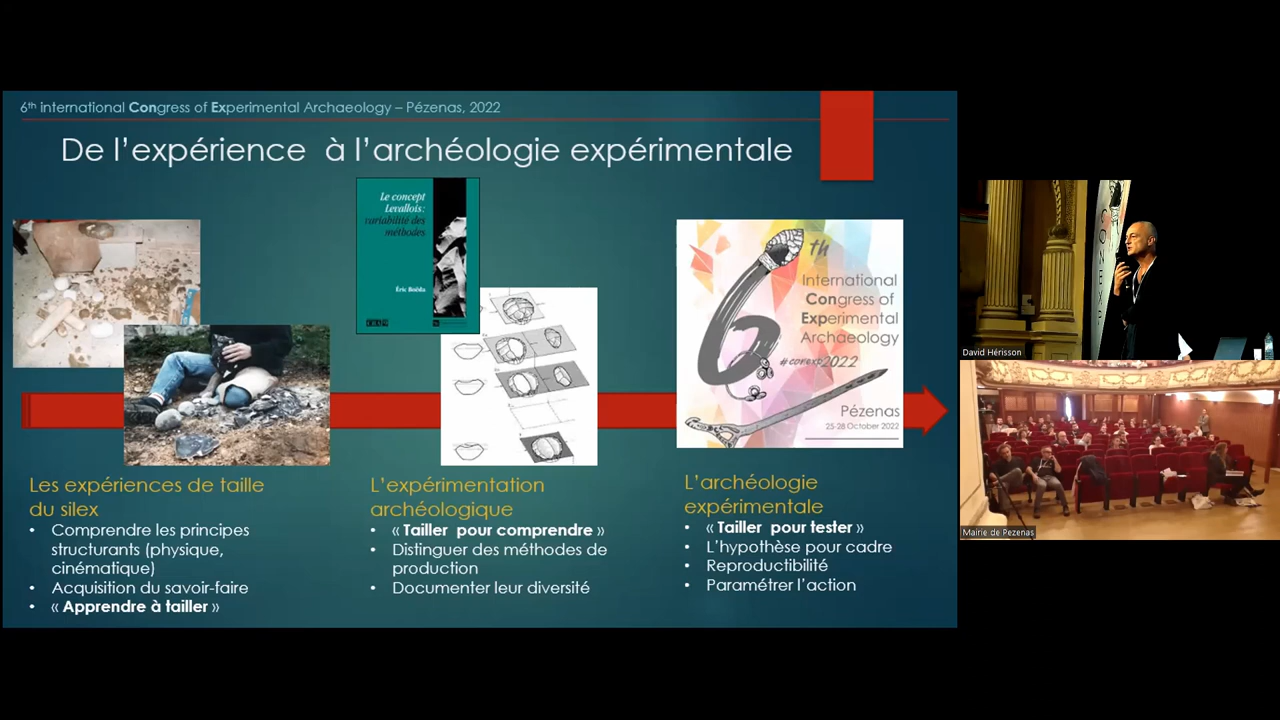 6th international Congress of Experimental Archaeology – Pézenas, 2022
De l’expérience à l’archéologie expérimentale
Le concept
Levallois :
variabilité des
méthodes
Éric Boëda
th
International
Congress of
Experimental
Archaeology
#conexp2022
Pézenas
25-28 October 2022
Les expériences de taille
du silex
• Comprendre les principes
structurants (physique,
cinématique)
• Acquisition du savoir-faire
• « Apprendre à tailler »
L’expérimentation
archéologique
• « Tailler pour comprendre »
• Distinguer des méthodes de
production
• Documenter leur diversité
L’archéologie
expérimentale
• « Tailler pour tester »
• L’hypothèse pour cadre
• Reproductibilité
• Paramétrer l’action
David Hérisson
Mairie de Pezenas